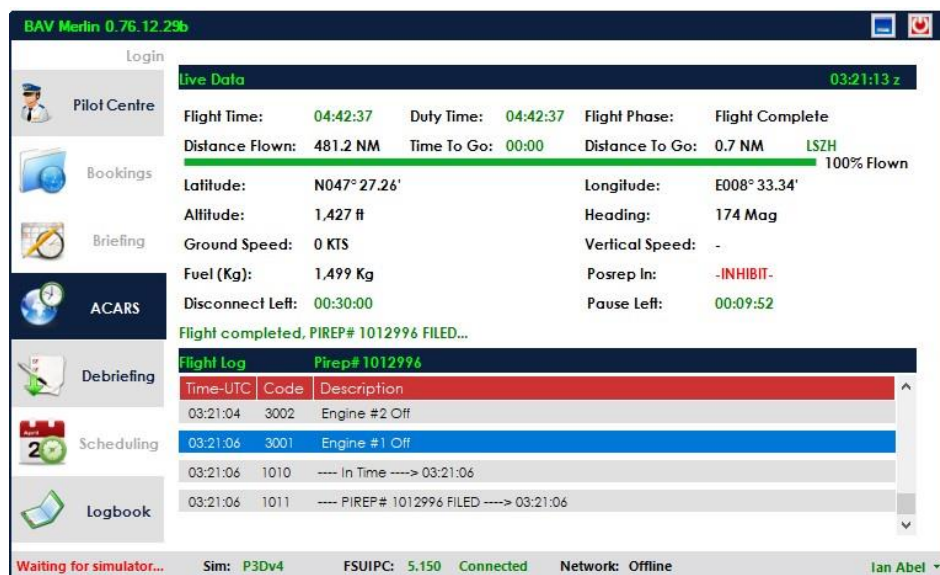 BAV Merlin 0.76.12.29b
Login
Pilot Centre
Bookings
Briefing
ACARS
Debriefing
April
2
Scheduling
Logbook
Live Data 03:21:13 z
Flight Time: 04:42:37 Duty Time: 04:42:37 Flight Phase: Flight Complete
Distance Flown: 481.2 NM Time To Go: 00:00 Distance To Go: 0.7 NM LSZH
100% Flown
Latitude: N047° 27.26' Longitude: E008° 33.34'
Altitude: 1,427 ft Heading: 174 Mag
Ground Speed: 0 KTS Vertical Speed: -
Fuel (Kg): 1,499 Kg Posrep In: -INHIBIT-
Disconnect Left: 00:30:00 Pause Left: 00:09:52
Flight completed, PIREP# 1012996 FILED...
Flight Log Pirep# 1012996
Time-UTC Code Description
03:21:04 3002 Engine #2 Off
03:21:06 3001 Engine #1 Off
03:21:06 1010 ---- In Time ----> 03:21:06
03:21:06 1011 ---- PIREP# 1012996 FILED ----> 03:21:06
Waiting for simulator... Sim: P3Dv4 FSUIPC: 5.150 Connected Network: Offline Ian Abel